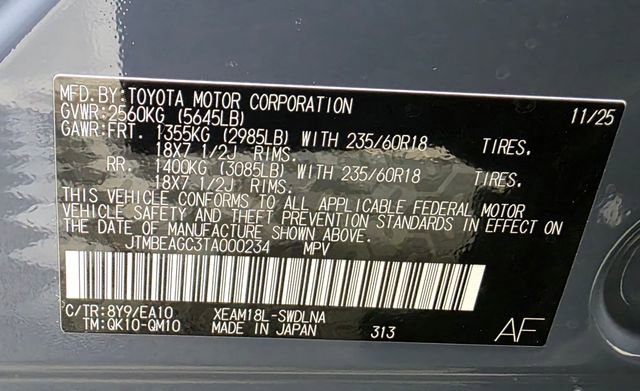 MFD.BY:TOYOTA MOTOR CORPORATION 11/25
GVWR:2560KG (5645LB)
GAWR:FRT. 1355KG (2985LB) WITH 235/60R18 TIRES,
18X7 1/2J RIMS.
RR. 1400KG (3085LB) WITH 235/60R18 TIRES,
18X7 1/2J RIMS.
THIS VEHICLE CONFORMS TO ALL APPLICABLE FEDERAL MOTOR
VEHICLE SAFETY AND THEFT PREVENTION STANDARDS IN EFFECT ON
THE DATE OF MANUFACTURE SHOWN ABOVE.
JTMBEAGC3TA000234 MPV
C/TR:8Y9/EA10 XEAM18L-SWDLNA
TM:QK10-QM10 MADE IN JAPAN 313 AF